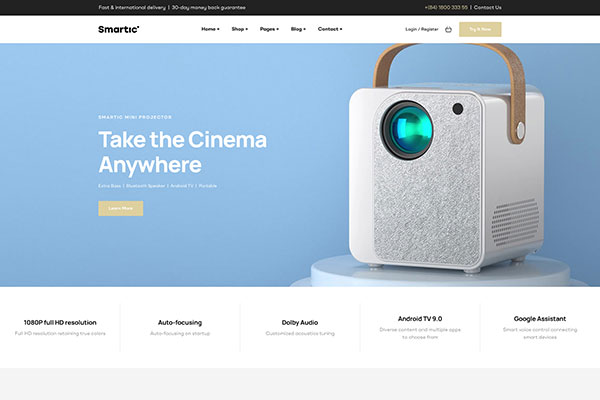 Fast & international delivery | 30-day money back guarantee
+(84) 1800 333 55 | Contact Us
Smartic
Home Shop Pages Blog Contact
Login / Register
Try It Now
SMARTIC MINI PROJECTOR
Take the Cinema
Anywhere
Extra Bass | Bluetooth Speaker | Android TV | Portable
Learn More
1080P full HD resolution
Full HD resolution retaining true colors
Auto-focusing
Auto-focusing on startup
Dolby Audio
Customized acoustive tuning
Android TV 9.0
Diverse content and multiple apps
to choose from
Google Assistant
Smart voice control connecting
smart devices